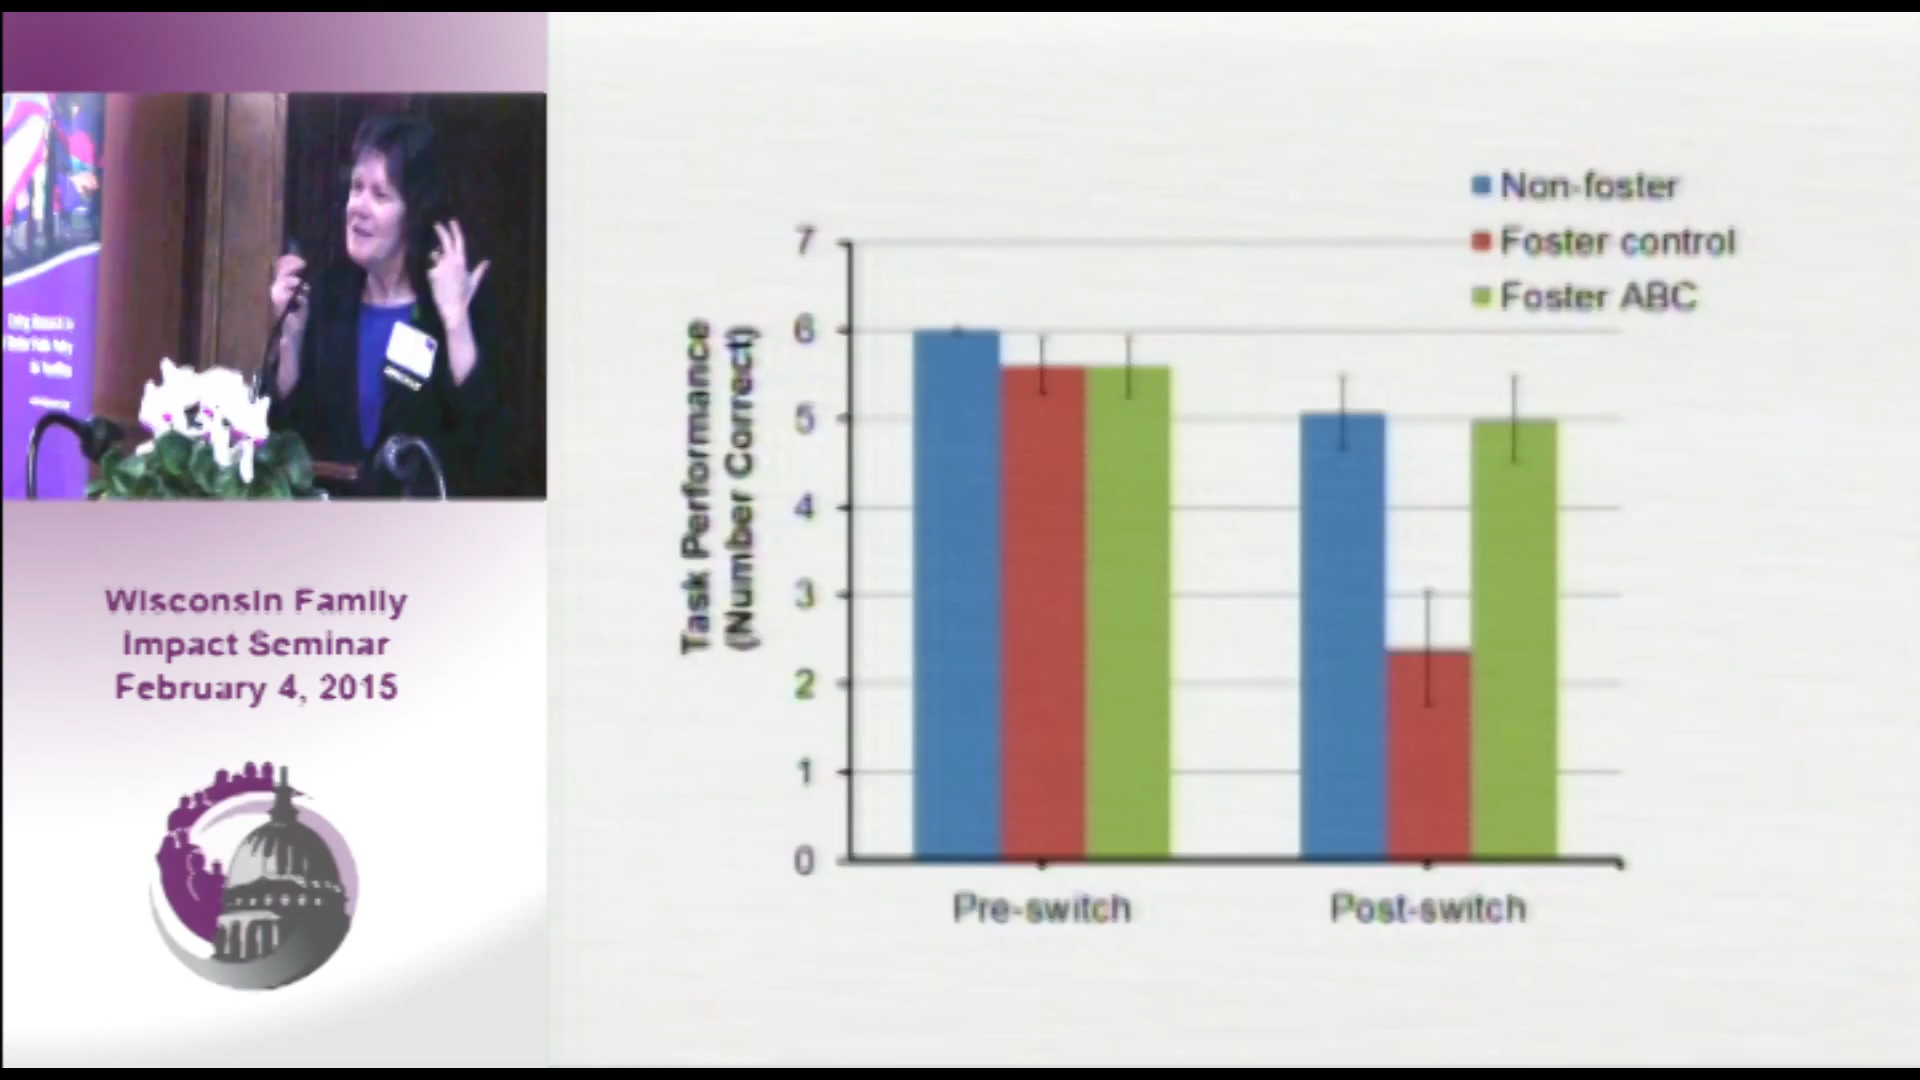 Wisconsin Family
Impact Seminar
February 4, 2015
Non-foster
Foster control
Foster ABC
Task Performance
(Number Correct)
7
6
5
4
3
2
1
0
Pre-switch
Post-switch